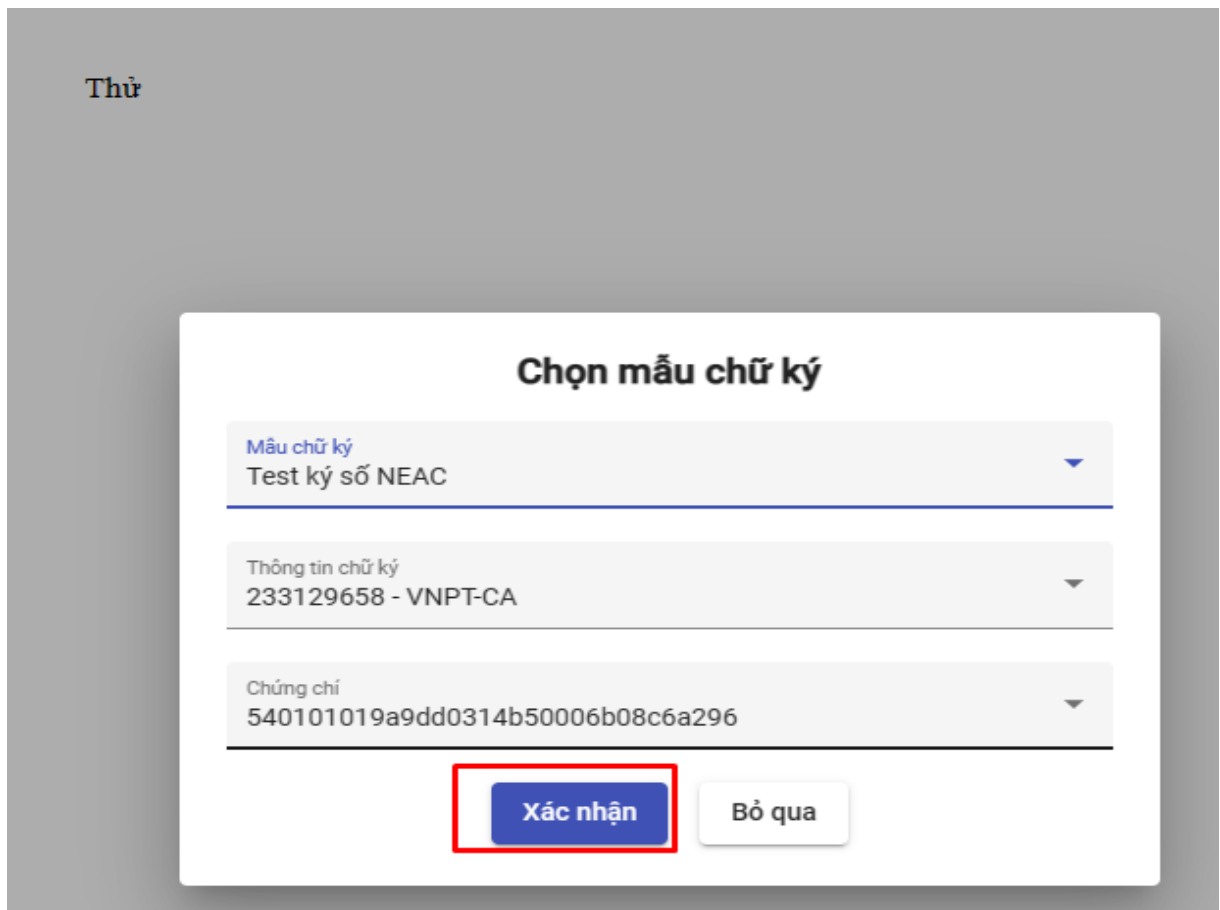 Thử
Chọn mẫu chữ ký
Mẫu chữ ký
Test ký số NEAC
Thông tin chữ ký
233129658 - VNPT-CA
Chứng chí
540101019a9dd0314b50006b08c6a296
Xác nhận
Bỏ qua